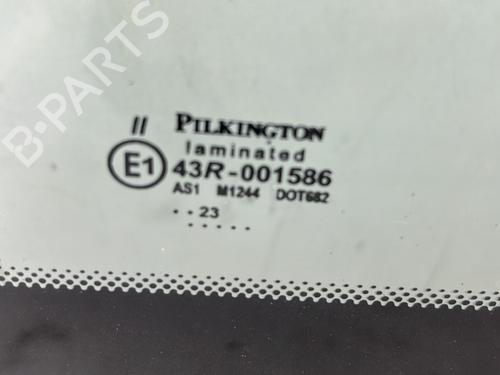 B-PARTS
II PILKINGTON
laminated
E1 43R-001586
AS1 M1244 DOT682
. . 23
. . . . .